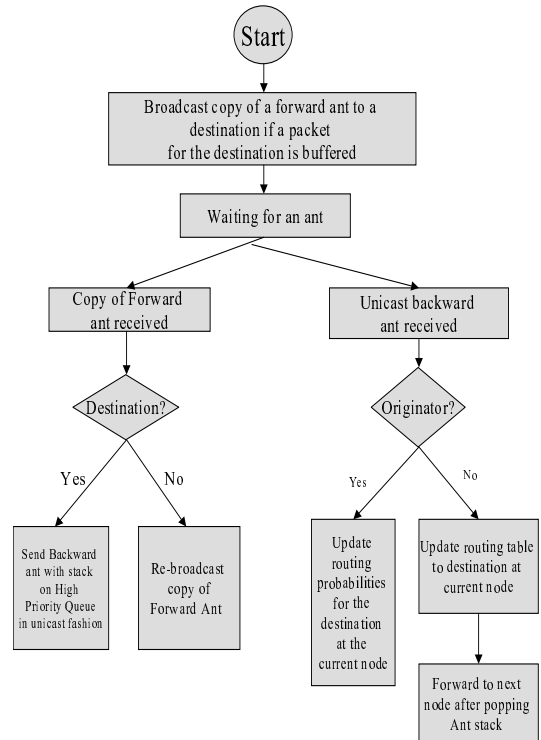 Start
Broadcast copy of a forward ant to a
destination if a packet
for the destination is buffered
Waiting for an ant
Copy of Forward
ant received
Unicast backward
ant received
Destination?
Originator?
Yes
No
Yes
No
Send Backward
ant with stack
on High
Priority Queue
in unicast fashion
Re-broadcast
copy of
Forward Ant
Update
routing
probabilities
for the
destination
at the
current node
Update routing table
to destination at
current node
Forward to next
node after popping
Ant stack